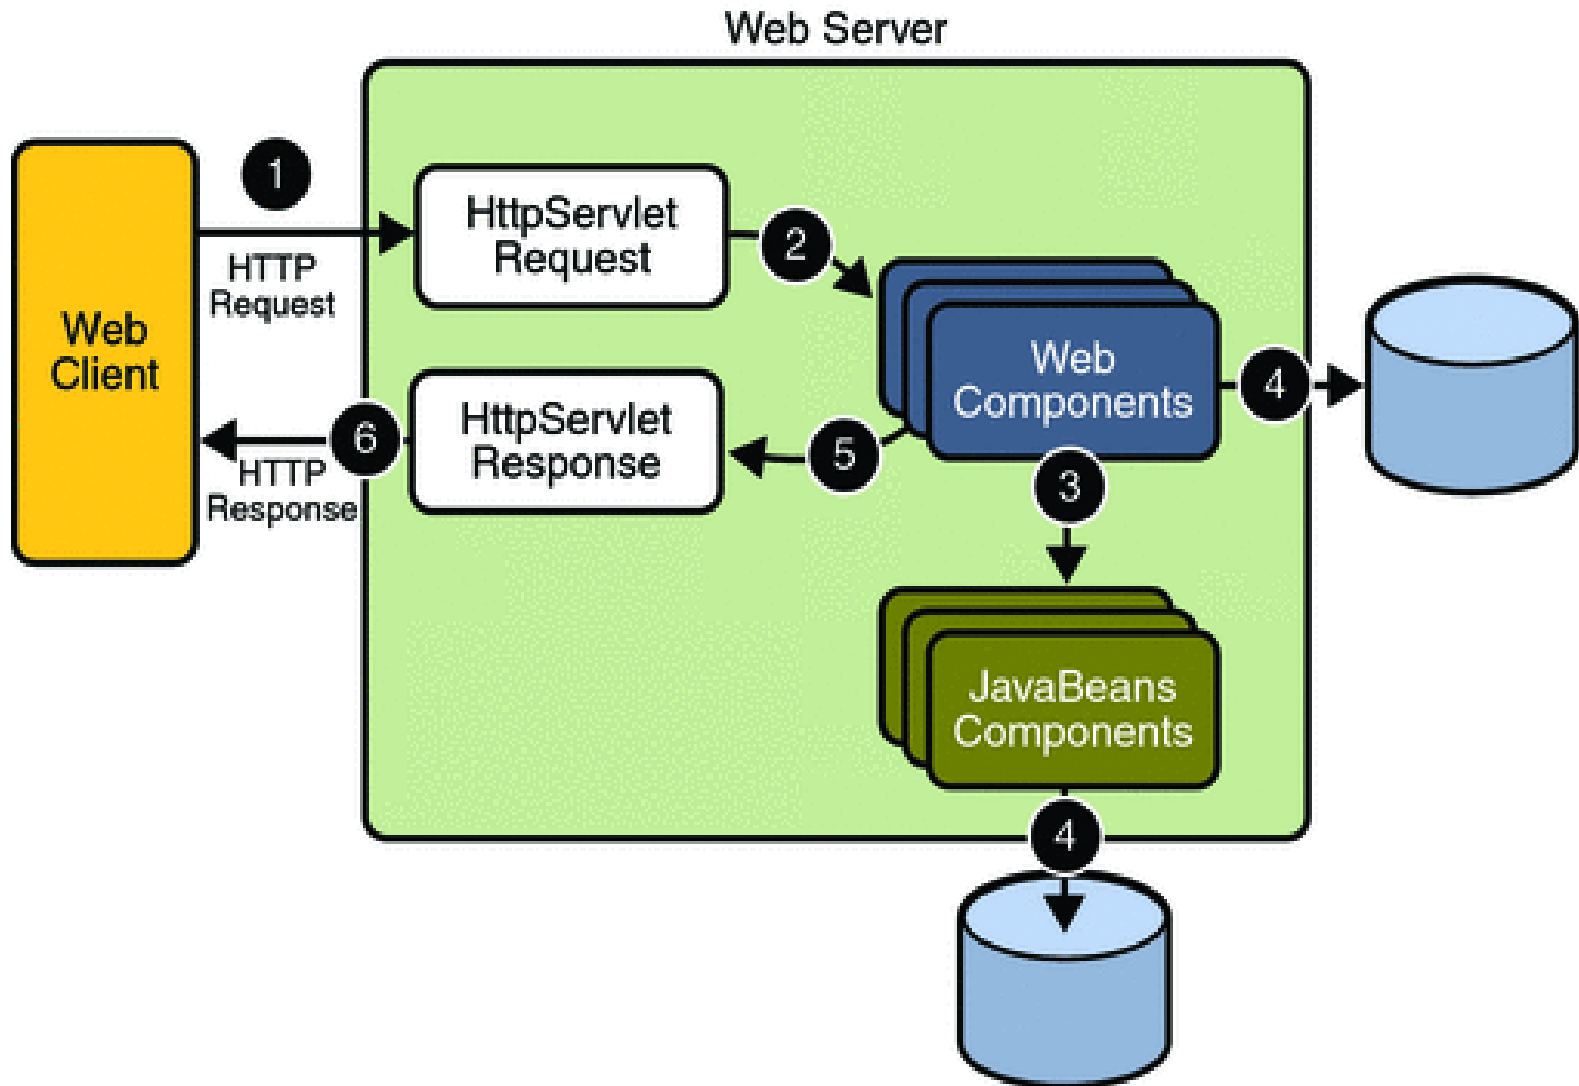 Web Server
1
HTTP
Request
HttpServlet
Request
2
Web
Client
Web
Components
4
HttpServlet
Response
5
6
HTTP
Response
3
JavaBeans
Components
4